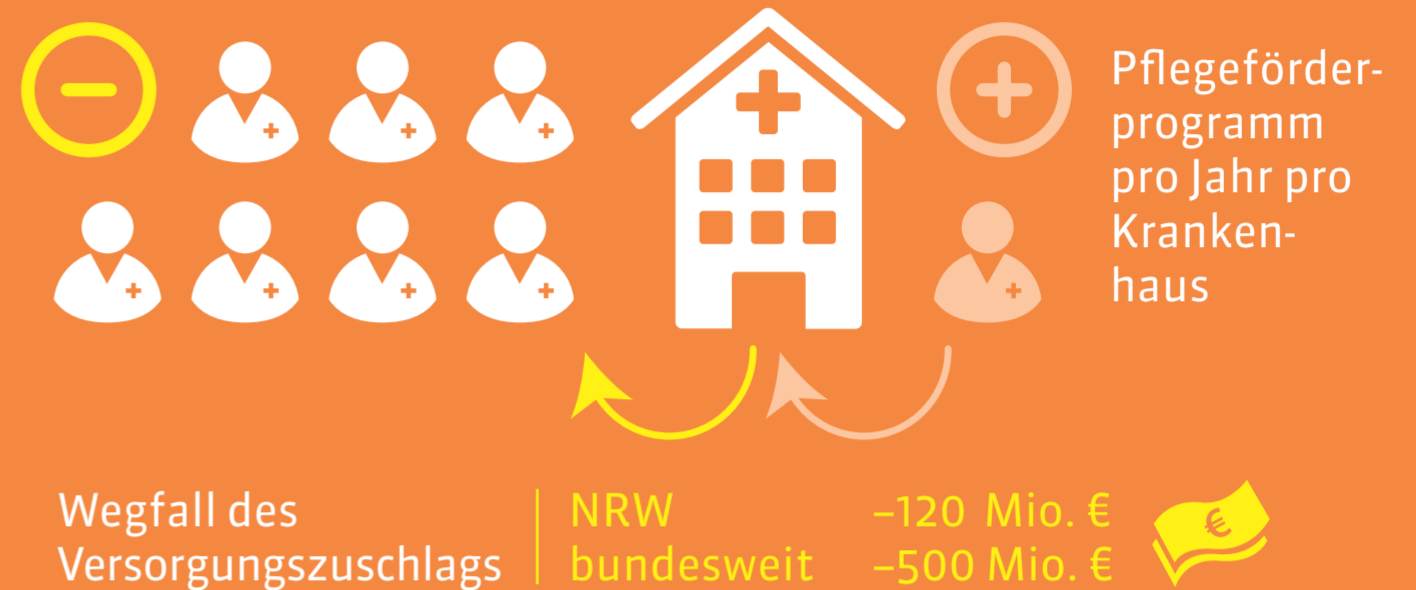 Pflegeförder-
programm
pro Jahr pro
Kranken-
haus
Wegfall des
Versorgungszuschlags
NRW –120 Mio. €
bundesweit –500 Mio. €
€